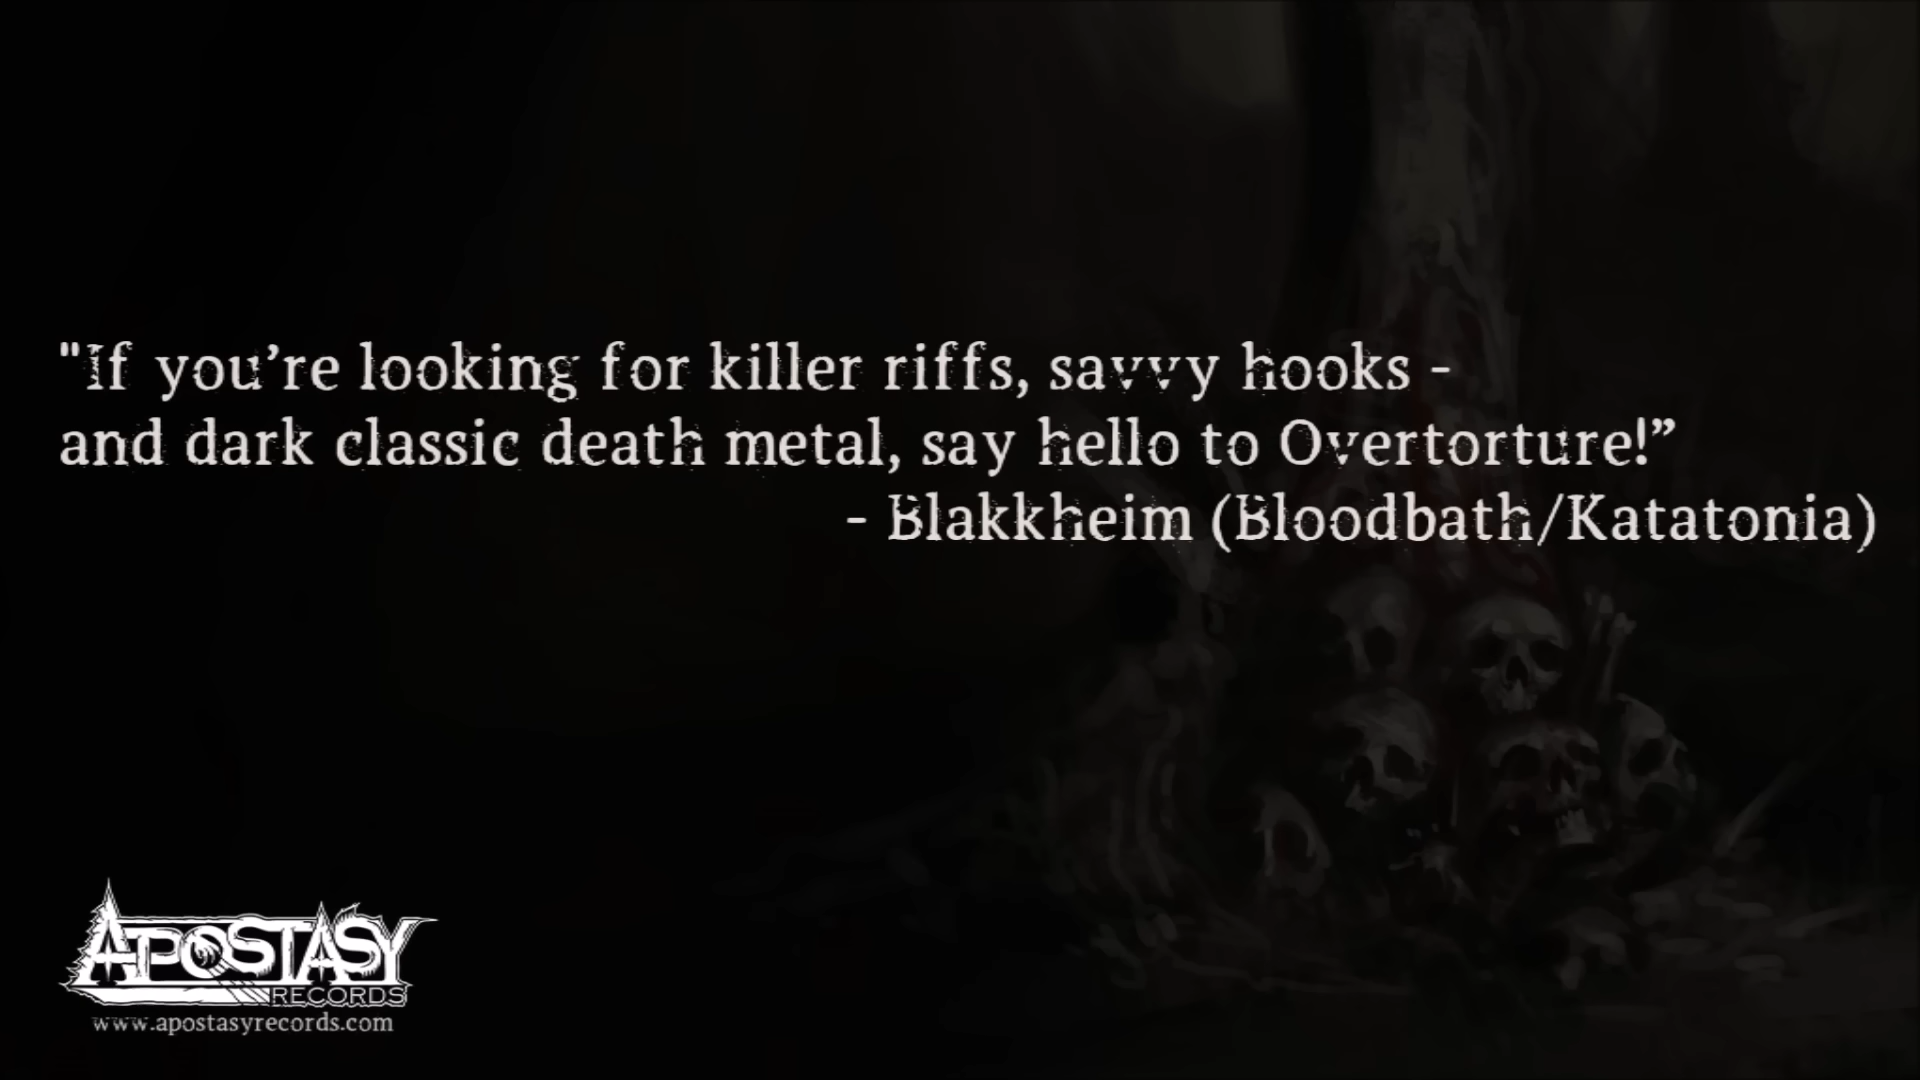 "If you’re looking for killer riffs, savvy hooks -
and dark classic death metal, say hello to Overtorture!”
- Blakkheim (Bloodbath/Katatonia)
APOSTASY
RECORDS
www.apostasyrecords.com